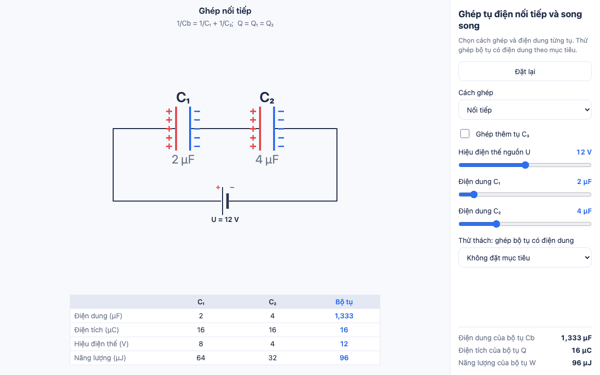 Ghép nối tiếp
1/Cb = 1/C₁ + 1/C₂; Q = Q₁ = Q₂
C₁ C₂
2 µF 4 µF
+ −
U = 12 V
C₁ C₂ Bộ tụ
Điện dung (µF) 2 4 1,333
Điện tích (µC) 16 16 16
Hiệu điện thế (V) 8 4 12
Năng lượng (µJ) 64 32 96
Ghép tụ điện nối tiếp và song
song
Chọn cách ghép và điện dung từng tụ. Thử
ghép bộ tụ có điện dung theo mục tiêu.
Đặt lại
Cách ghép
Nối tiếp
Ghép thêm tụ C₃
Hiệu điện thế nguồn U 12 V
Điện dung C₁ 2 µF
Điện dung C₂ 4 µF
Thử thách: ghép bộ tụ có điện dung
Không đặt mục tiêu
Điện dung của bộ tụ Cb 1,333 µF
Điện tích của bộ tụ Q 16 µC
Năng lượng của bộ tụ W 96 µJ